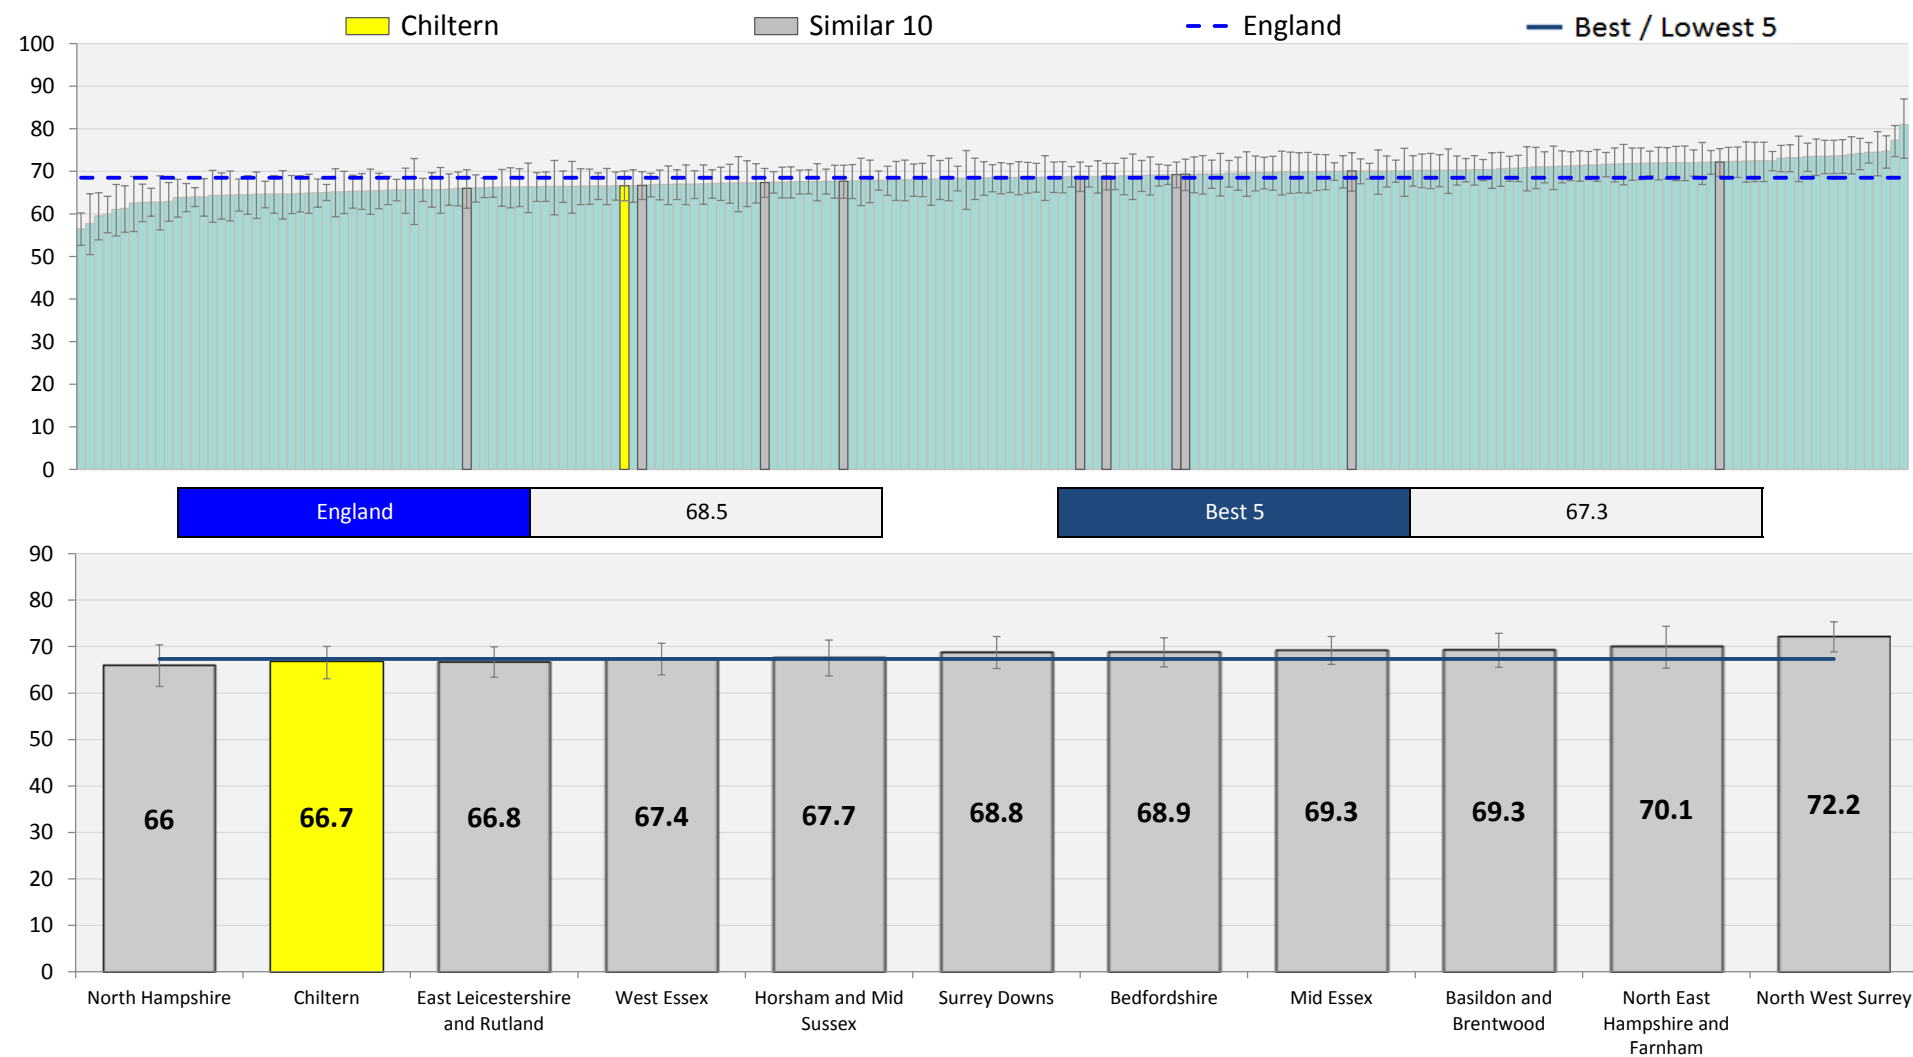 Chiltern Similar 10 England Best / Lowest 5
100
90
80
70
60
50
40
30
20
10
0
England 68.5 Best 5 67.3
90
80
70
60
50
40
30
20
10
0
66 66.7 66.8 67.4 67.7 68.8 68.9 69.3 69.3 70.1 72.2
North Hampshire
Chiltern
East Leicestershire
and Rutland
West Essex
Horsham and Mid
Sussex
Surrey Downs
Bedfordshire
Mid Essex
Basildon and
Brentwood
North East
Hampshire and
Farnham
North West Surrey